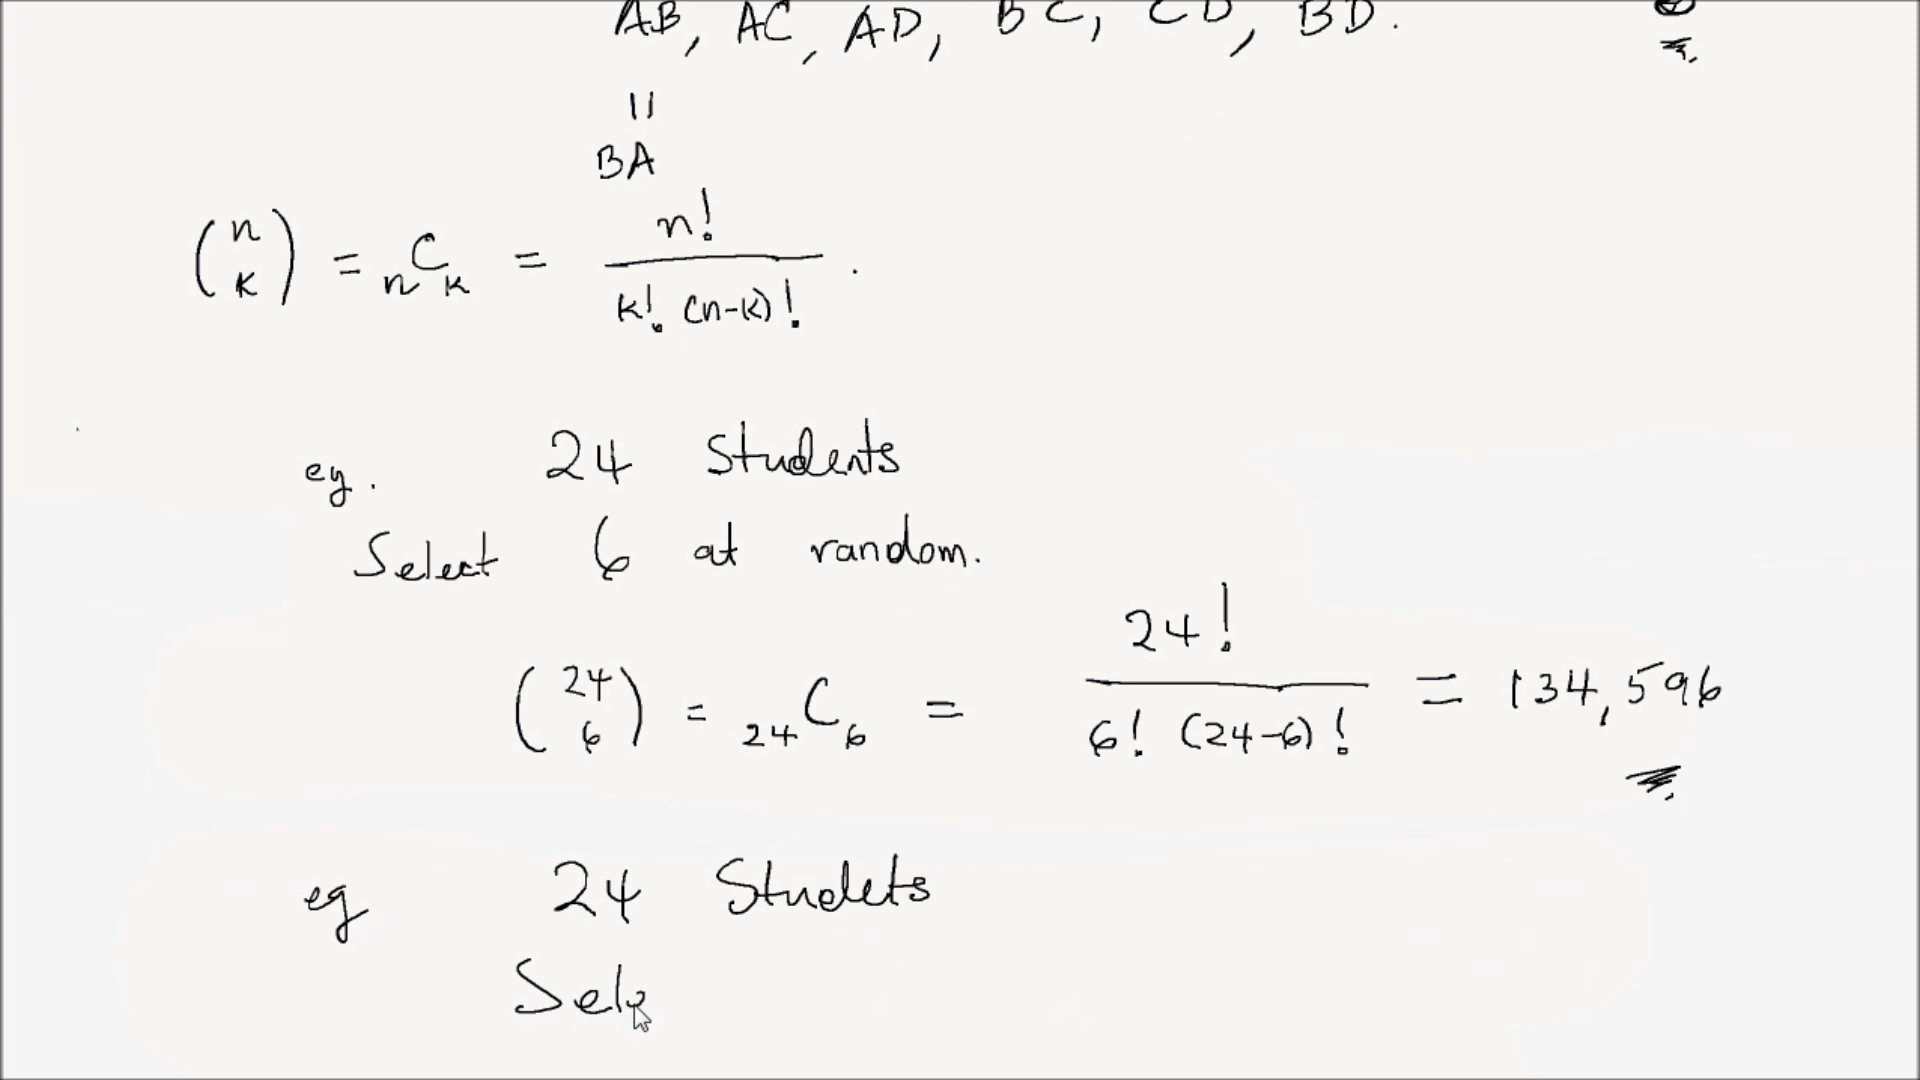 AB, AC, AD, BC, CD, BD.
=
BA
(n k) = nCk = n! / k! (n-k)! .
eg. 24 Students
Select 6 at random.
(24 6) = 24C6 = 24! / 6! (24-6)! = 134,596
eg 24 Studets
Sele